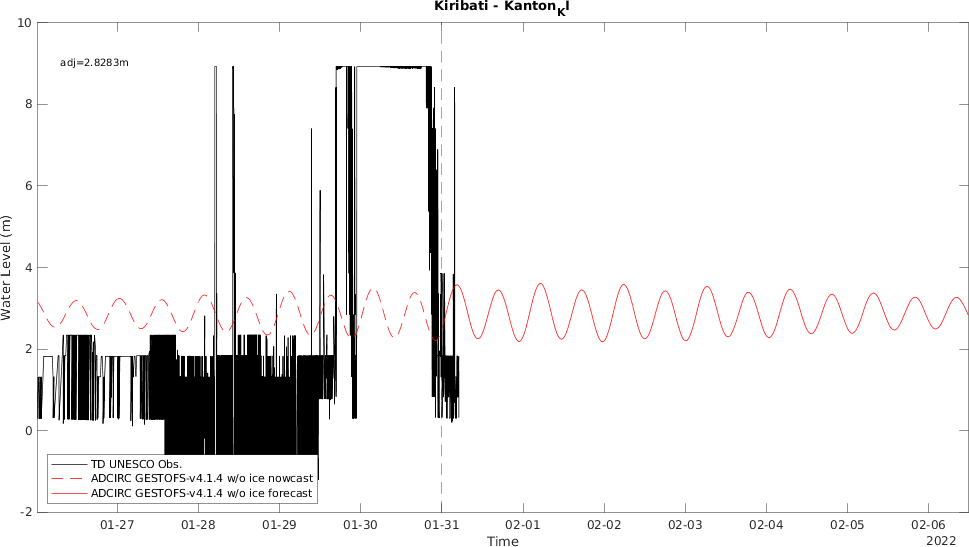 Kiribati - Kanton_KI
adj=2.8283m
10
8
6
4
2
0
-2
Water Level (m)
TD UNESCO Obs.
ADCIRC GESTOFS-v4.1.4 w/o ice nowcast
ADCIRC GESTOFS-v4.1.4 w/o ice forecast
01-27 01-28 01-29 01-30 01-31 02-01 02-02 02-03 02-04 02-05 02-06
Time
2022